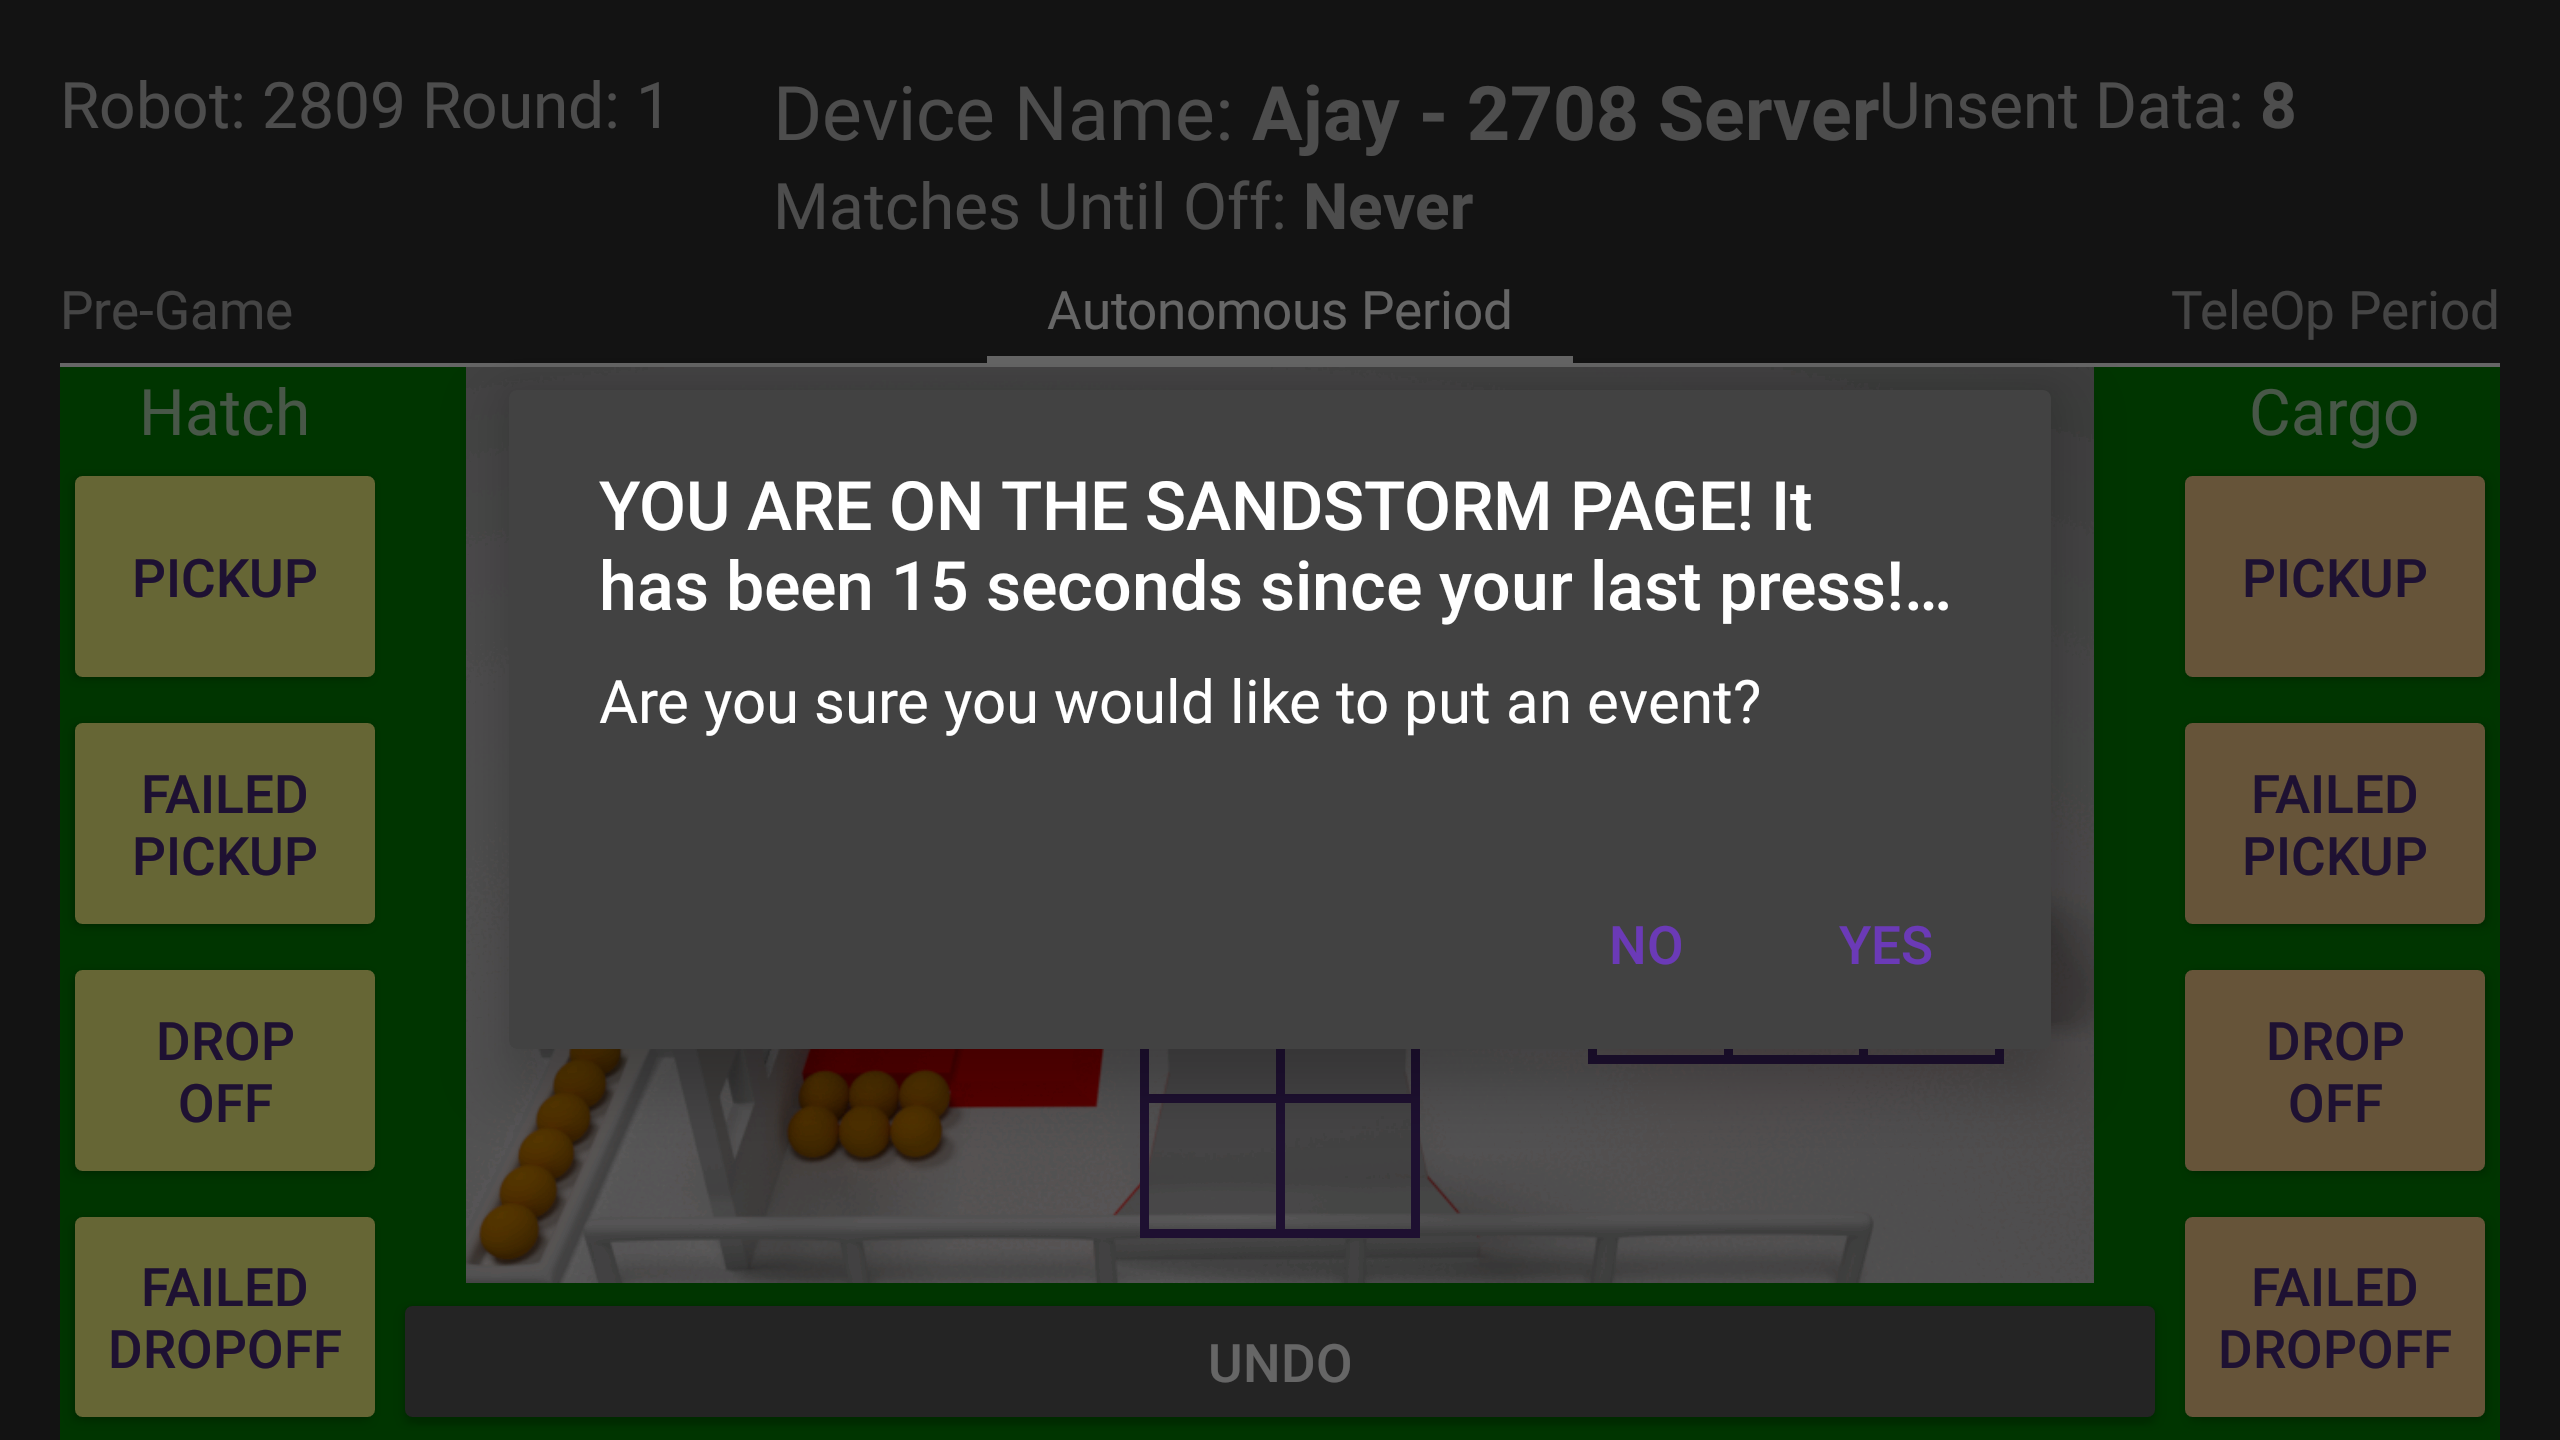 Robot: 2809 Round: 1
Device Name: Ajay - 2708 Server
Unsent Data: 8
Matches Until Off: Never
Pre-Game
Autonomous Period
TeleOp Period
Hatch
PICKUP
FAILED
PICKUP
DROP
OFF
FAILED
DROPOFF
YOU ARE ON THE SANDSTORM PAGE! It
has been 15 seconds since your last press!...
Are you sure you would like to put an event?
NO
YES
UNDO
Cargo
PICKUP
FAILED
PICKUP
DROP
OFF
FAILED
DROPOFF